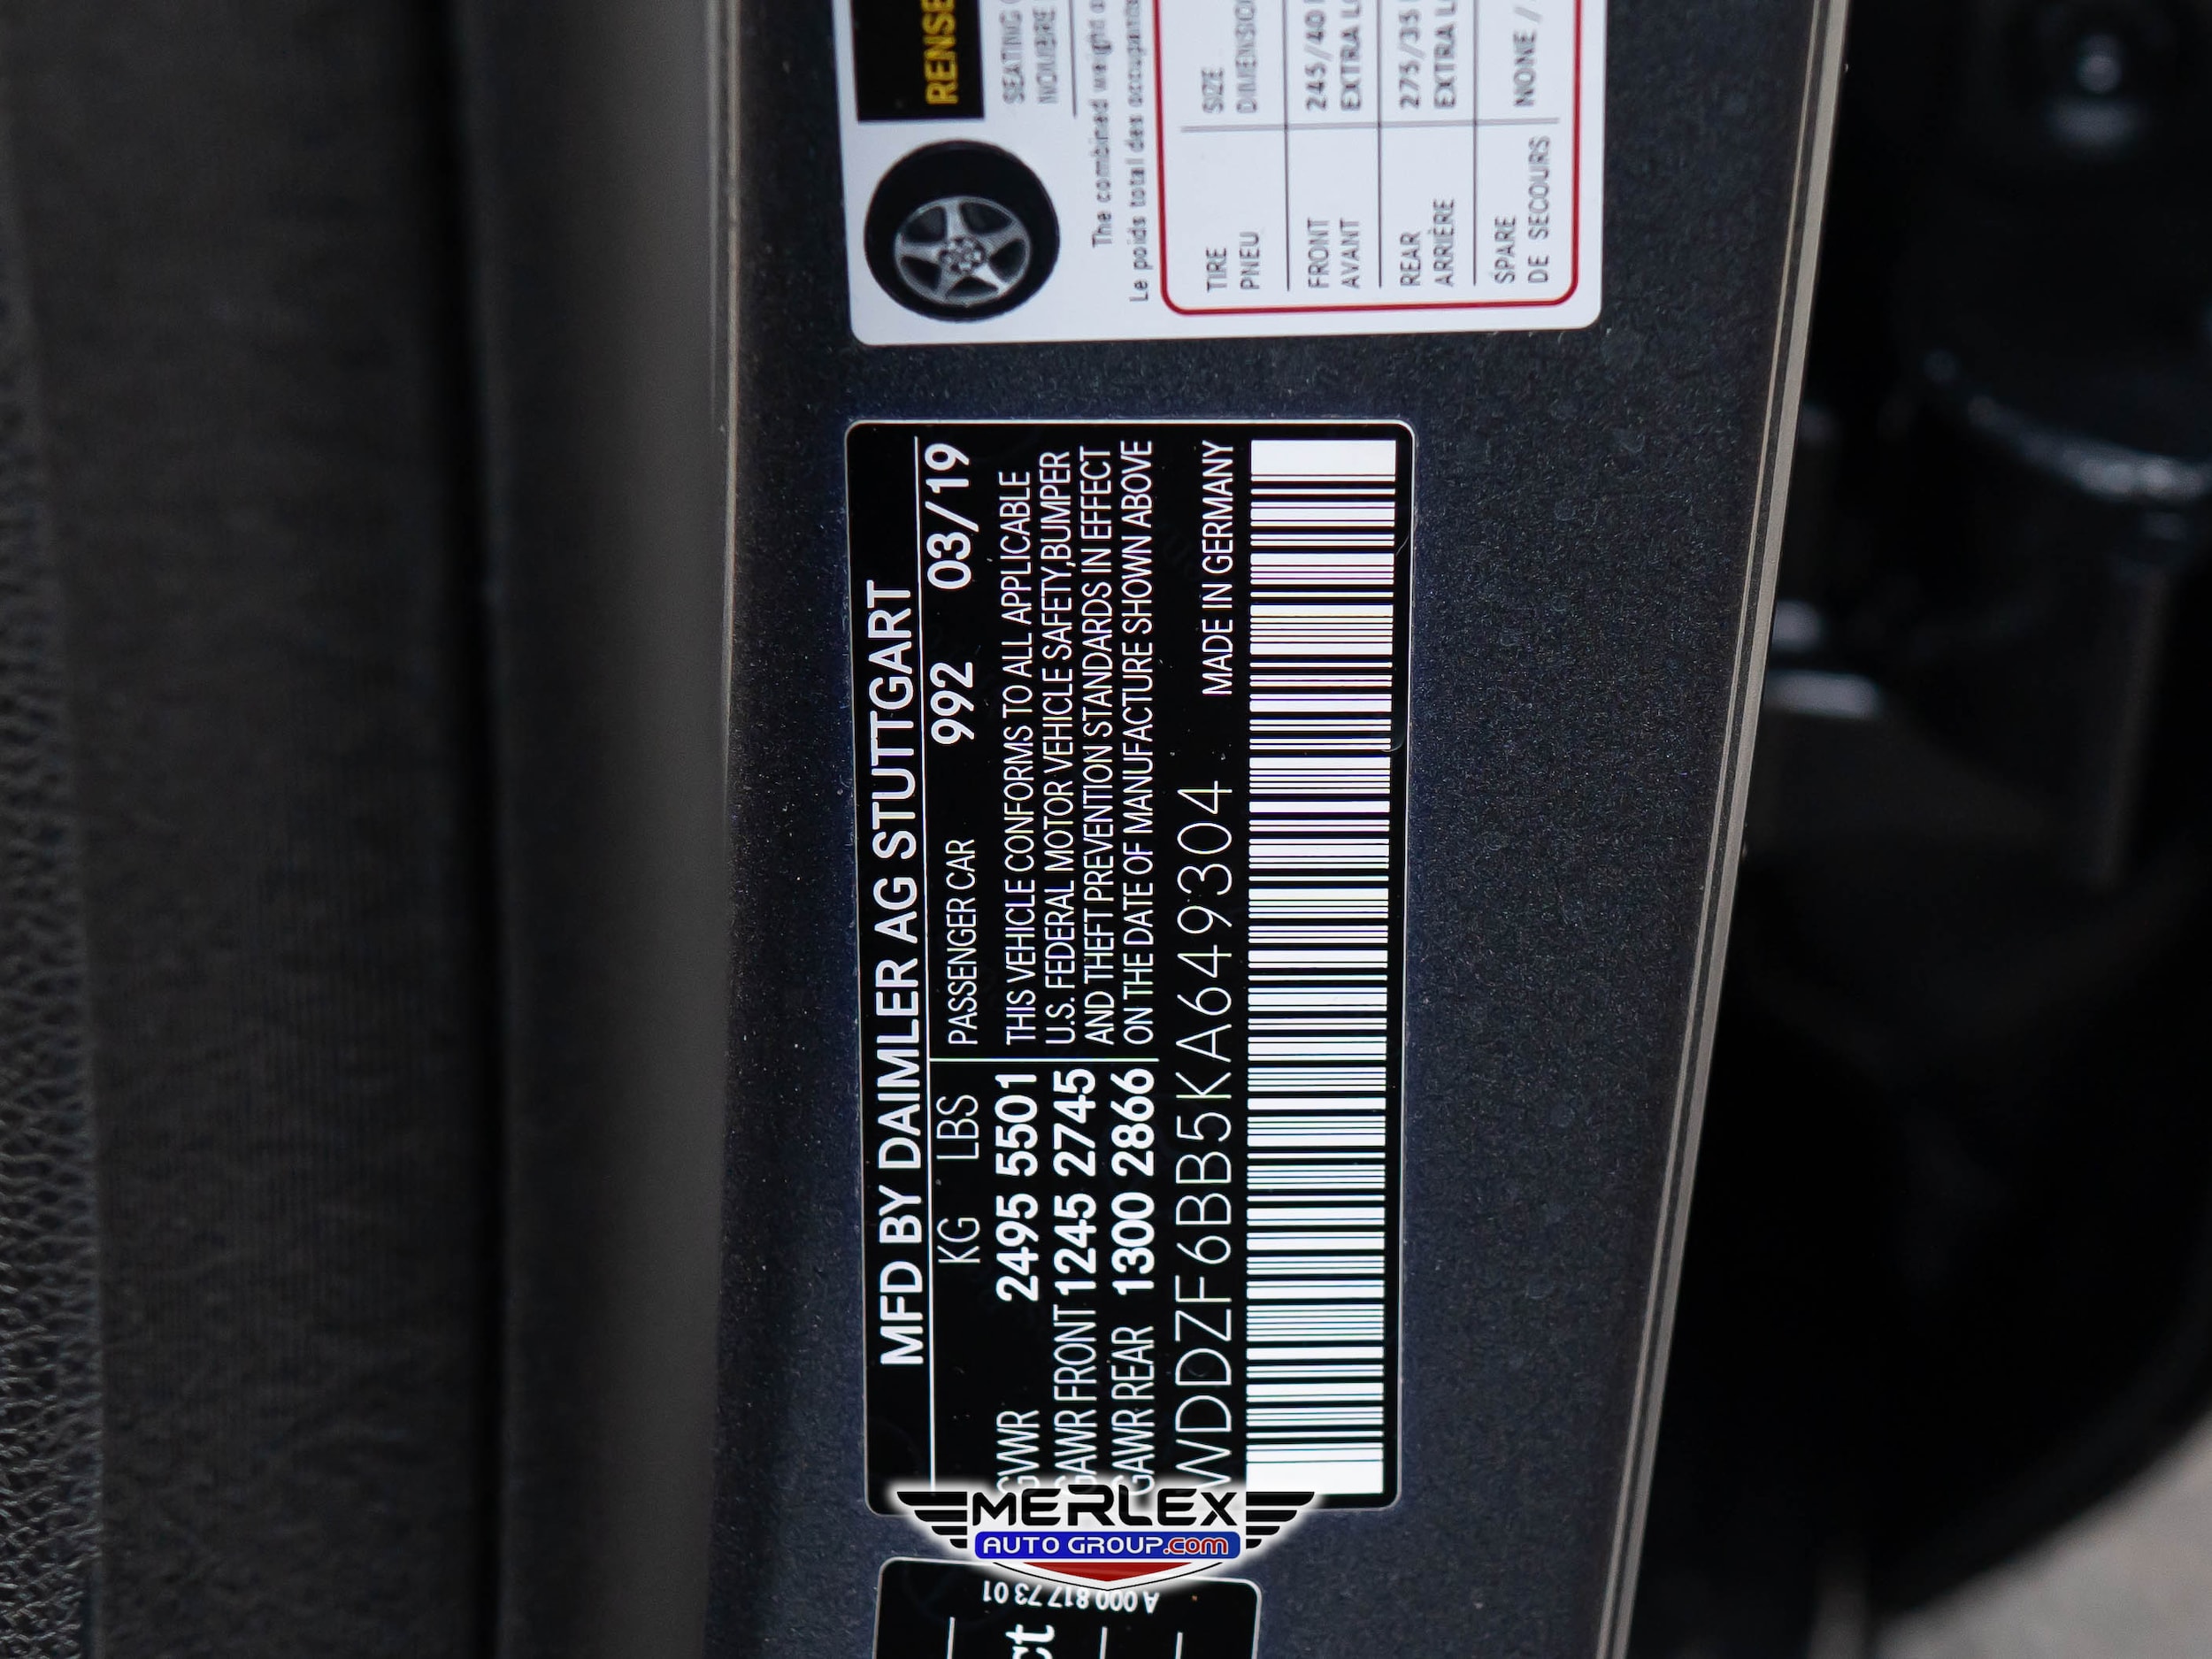 MFD BY DAIMLER AG STUTTGART
KG LBS PASSENGER CAR 992 03/19
GVWR 2495 5501
GAWR FRONT 1245 2745
GAWR REAR 1300 2866
THIS VEHICLE CONFORMS TO ALL APPLICABLE
U.S. FEDERAL MOTOR VEHICLE SAFETY,BUMPER
AND THEFT PREVENTION STANDARDS IN EFFECT
ON THE DATE OF MANUFACTURE SHOWN ABOVE
WDDZF6BB5KA649304 MADE IN GERMANY
SEATING
NOMBRE
The combined weight
Le poids total des occupants
TIRE SIZE
PNEU
FRONT 245/40
AVANT EXTRA
REAR 275/35
ARRIÈRE EXTRA
SPARE NONE /
DE SECOURS
MERLEX
AUTO GROUP.com
A 000 817 73 01